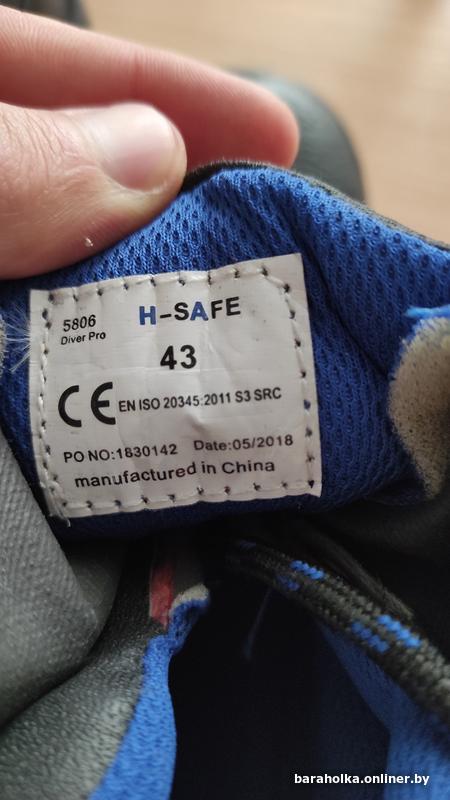 5806
Diver Pro
H-SAFE
43
CE EN ISO 20345:2011 S3 SRC
PO NO:1830142 Date:05/2018
manufactured in China
baraholka.onliner.by